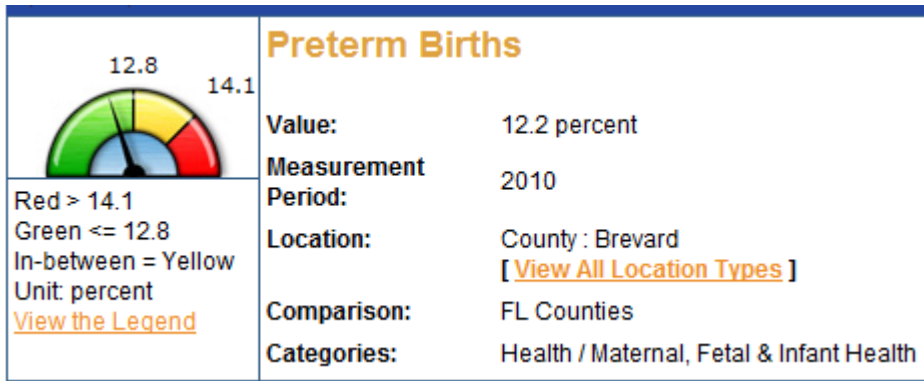 Preterm Births
12.8
14.1
Value: 12.2 percent
Measurement
Period: 2010
Red > 14.1
Green <= 12.8
In-between = Yellow
Unit: percent
View the Legend
Location: County : Brevard
[ View All Location Types ]
Comparison: FL Counties
Categories: Health / Maternal, Fetal & Infant Health